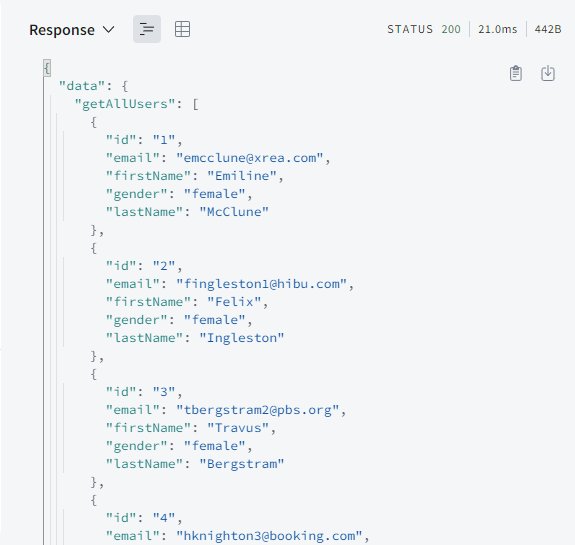 Response
STATUS 200 21.0ms 442B
{
"data": {
"getAllUsers": [
{
"id": "1",
"email": "emcclune@xrea.com",
"firstName": "Emiline",
"gender": "female",
"lastName": "McClune"
},
{
"id": "2",
"email": "fingleston1@hibu.com",
"firstName": "Felix",
"gender": "female",
"lastName": "Ingleston"
},
{
"id": "3",
"email": "tbergstram2@pbs.org",
"firstName": "Travus",
"gender": "female",
"lastName": "Bergstram"
},
{
"id": "4",
"email": "hknighton3@booking.com",